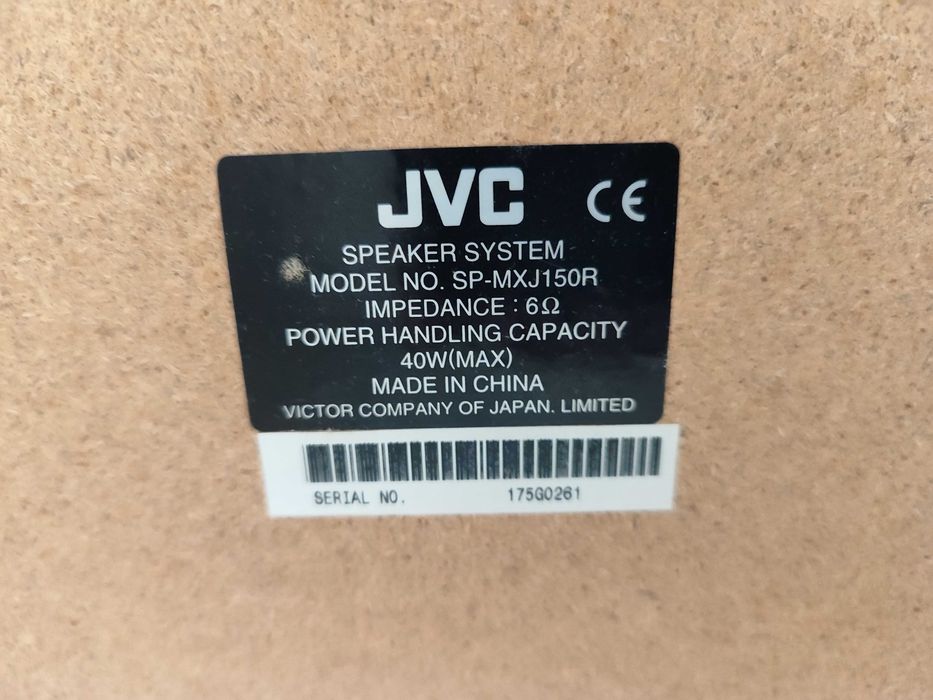 JVC CE
SPEAKER SYSTEM
MODEL NO. SP-MXJ150R
IMPEDANCE : 6Ω
POWER HANDLING CAPACITY
40W(MAX)
MADE IN CHINA
VICTOR COMPANY OF JAPAN. LIMITED
SERIAL NO. 175G0261